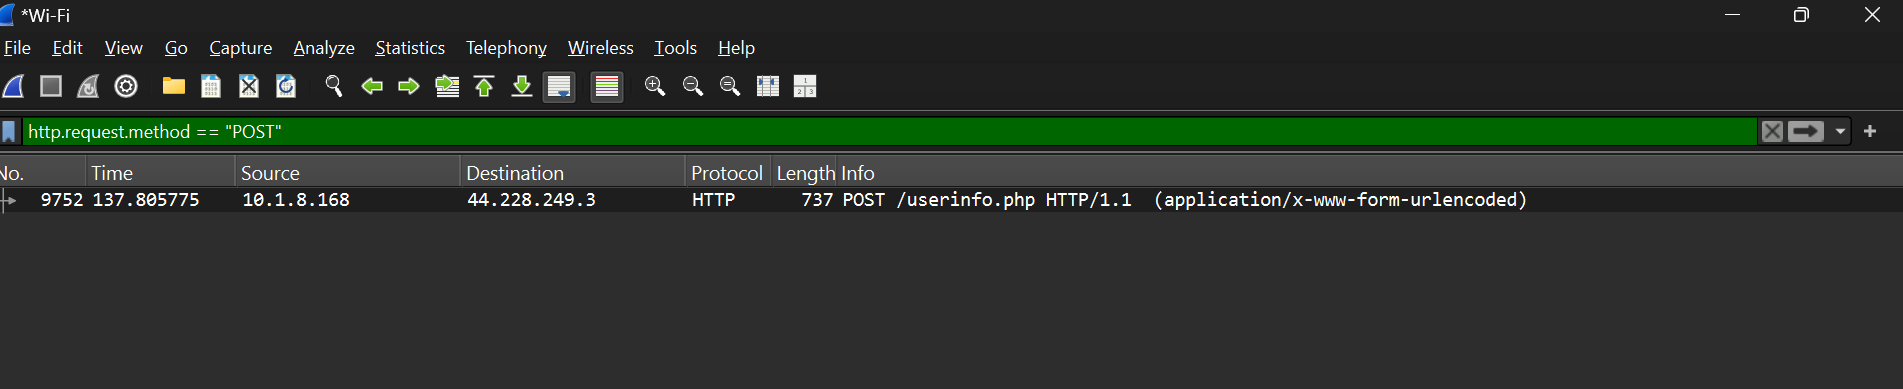 *Wi-Fi
File Edit View Go Capture Analyze Statistics Telephony Wireless Tools Help
http.request.method == "POST"
No. Time Source Destination Protocol Length Info
9752 137.805775 10.1.8.168 44.228.249.3 HTTP 737 POST /userinfo.php HTTP/1.1 (application/x-www-form-urlencoded)